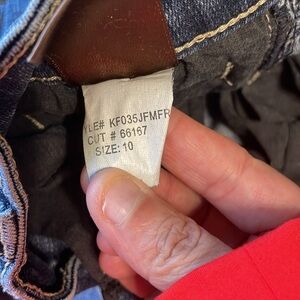 YLE# KF035JFMFR
CUT # 66167
SIZE: 10